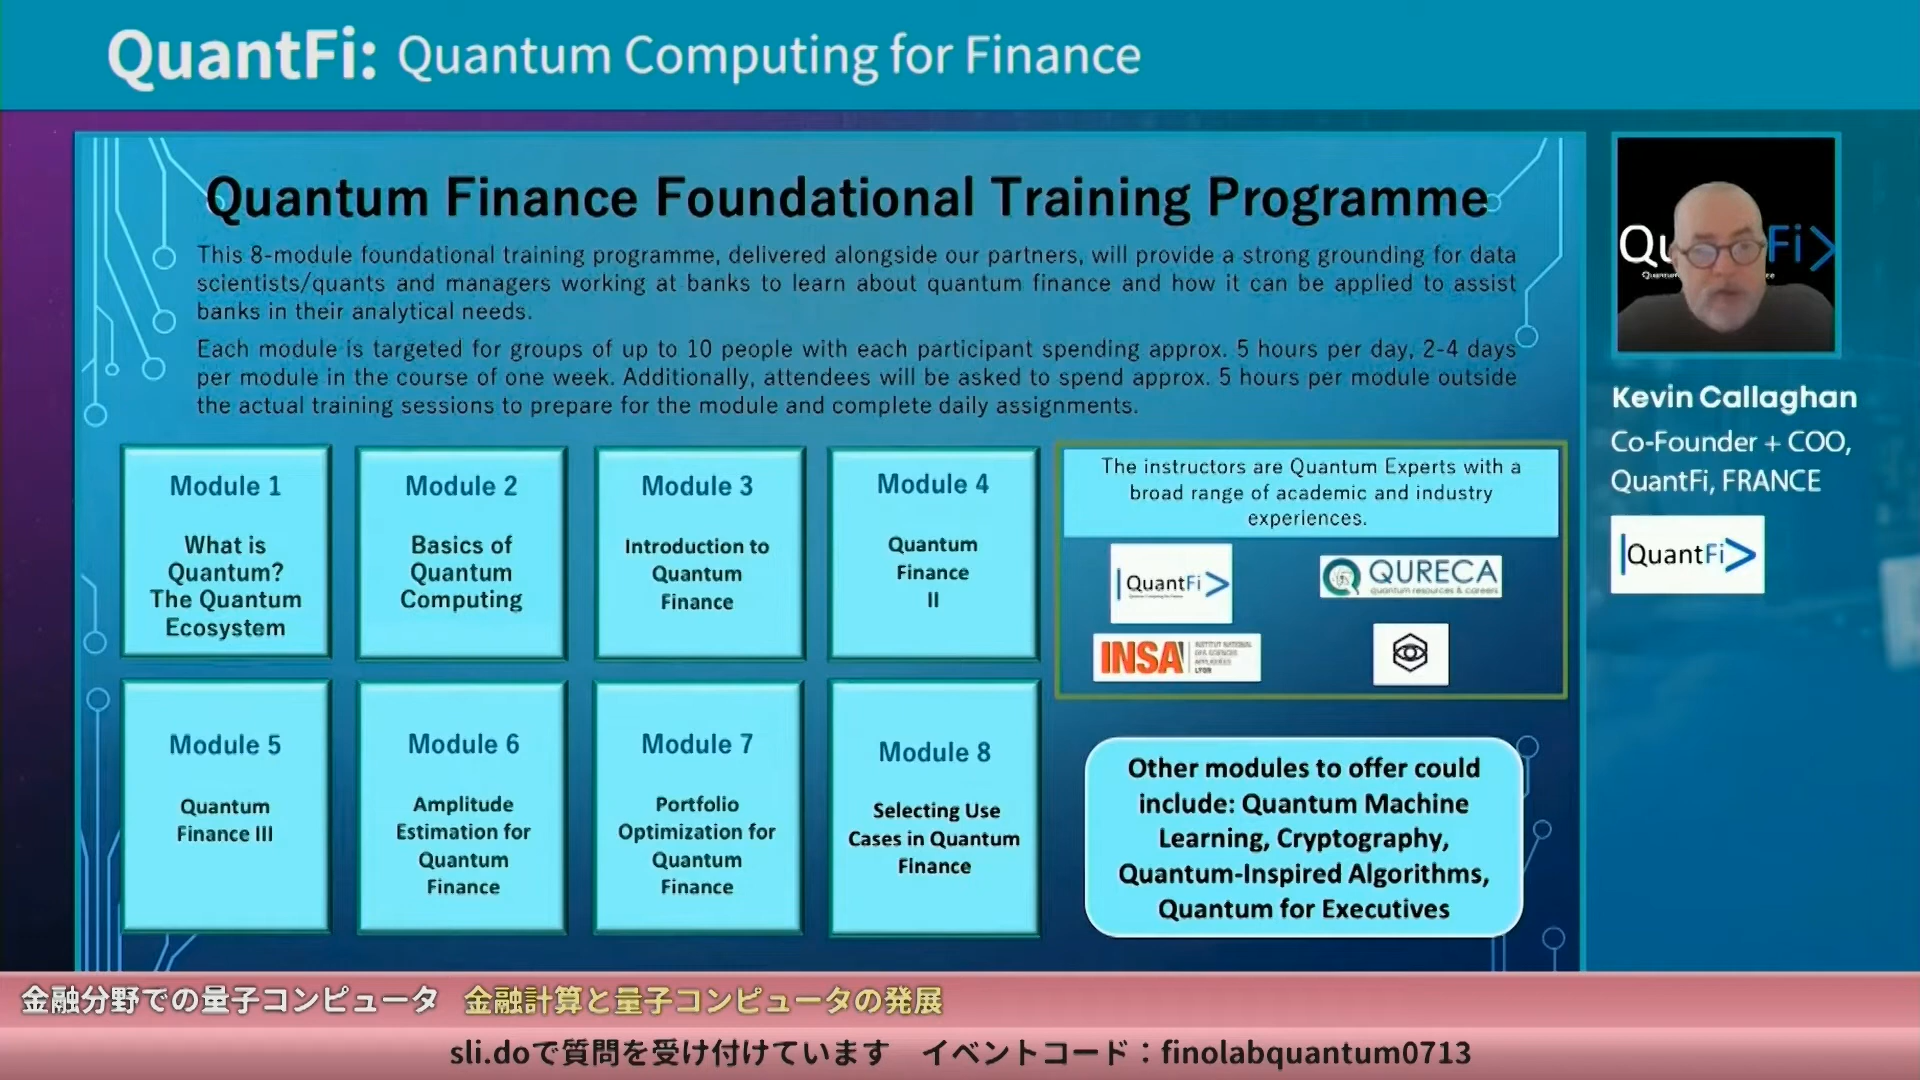 QuantFi: Quantum Computing for Finance
Quantum Finance Foundational Training Programme
This 8-module foundational training programme, delivered alongside our partners, will provide a strong grounding for data
scientists/quants and managers working at banks to learn about quantum finance and how it can be applied to assist
banks in their analytical needs.
Each module is targeted for groups of up to 10 people with each participant spending approx. 5 hours per day, 2-4 days
per module in the course of one week. Additionally, attendees will be asked to spend approx. 5 hours per module outside
the actual training sessions to prepare for the module and complete daily assignments.
Module 1
What is
Quantum?
The Quantum
Ecosystem
Module 2
Basics of
Quantum
Computing
Module 3
Introduction to
Quantum
Finance
Module 4
Quantum
Finance
II
Module 5
Quantum
Finance III
Module 6
Amplitude
Estimation for
Quantum
Finance
Module 7
Portfolio
Optimization for
Quantum
Finance
Module 8
Selecting Use
Cases in Quantum
Finance
The instructors are Quantum Experts with a
broad range of academic and industry
experiences.
|QuantFi>
QURECA
quantum resources & careers
INSA
INSTITUT NATIONAL
DES SCIENCES
APPLIQUÉES
LYON
Other modules to offer could
include: Quantum Machine
Learning, Cryptography,
Quantum-Inspired Algorithms,
Quantum for Executives
Qu Fi>
Kevin Callaghan
Co-Founder + COO,
QuantFi, FRANCE
|QuantFi>
金融分野での量子コンピュータ 金融計算と量子コンピュータの発展
sli.doで質問を受け付けています イベントコード：finolabquantum0713